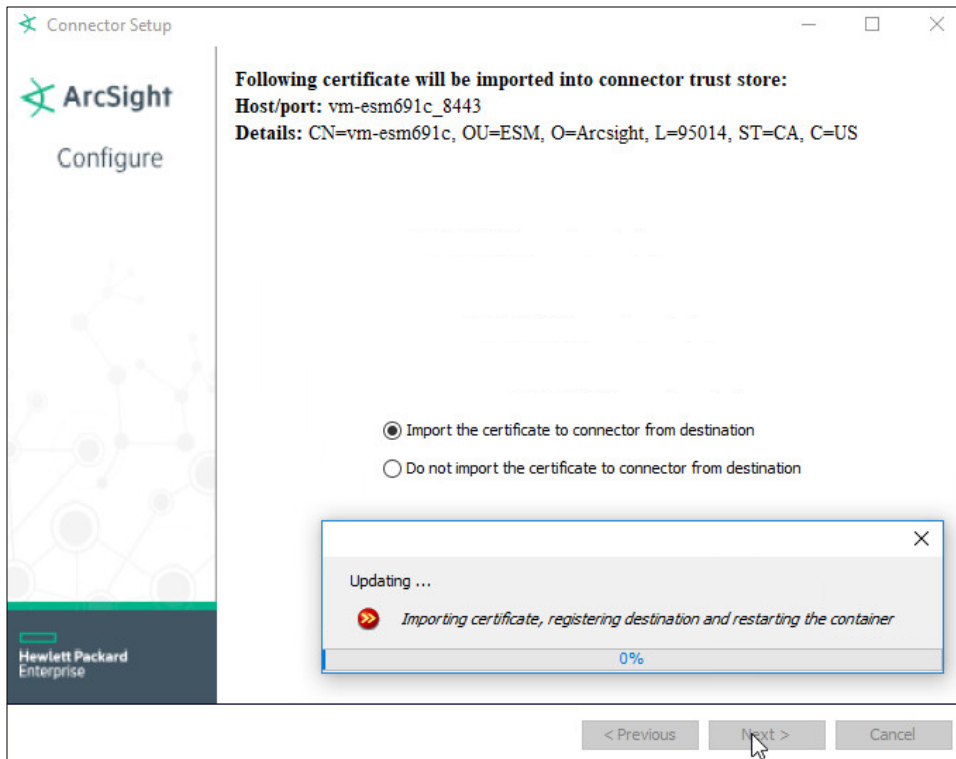 Connector Setup
ArcSight
Configure
Following certificate will be imported into connector trust store:
Host/port: vm-esm691c_8443
Details: CN=vm-esm691c, OU=ESM, O=Arcsight, L=95014, ST=CA, C=US
Import the certificate to connector from destination
Do not import the certificate to connector from destination
Updating ...
Importing certificate, registering destination and restarting the container
0%
Hewlett Packard
Enterprise
< Previous
Next >
Cancel